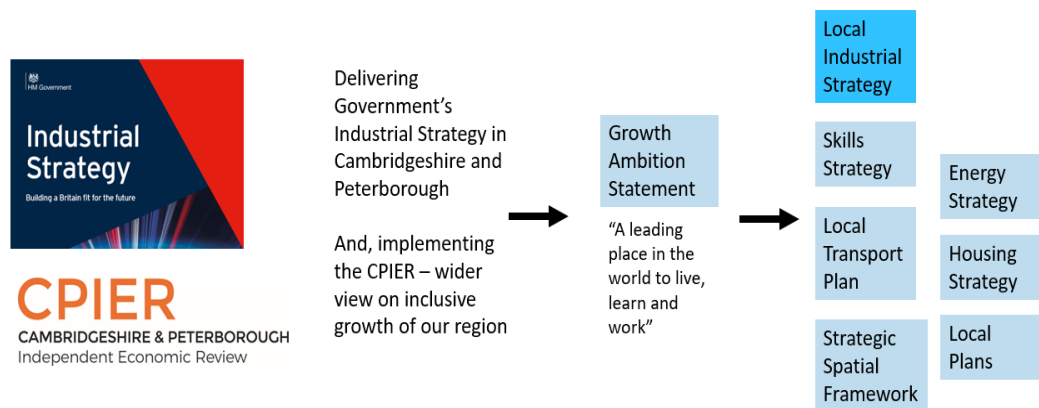 HM Government
Industrial
Strategy
Building a Britain fit for the future
CPIER
CAMBRIDGESHIRE & PETERBOROUGH
Independent Economic Review
Delivering
Government’s
Industrial Strategy in
Cambridgeshire and
Peterborough
And, implementing
the CPIER – wider
view on inclusive
growth of our region
Growth
Ambition
Statement
“A leading
place in the
world to live,
learn and
work”
Local
Industrial
Strategy
Skills
Strategy
Local
Transport
Plan
Strategic
Spatial
Framework
Energy
Strategy
Housing
Strategy
Local
Plans